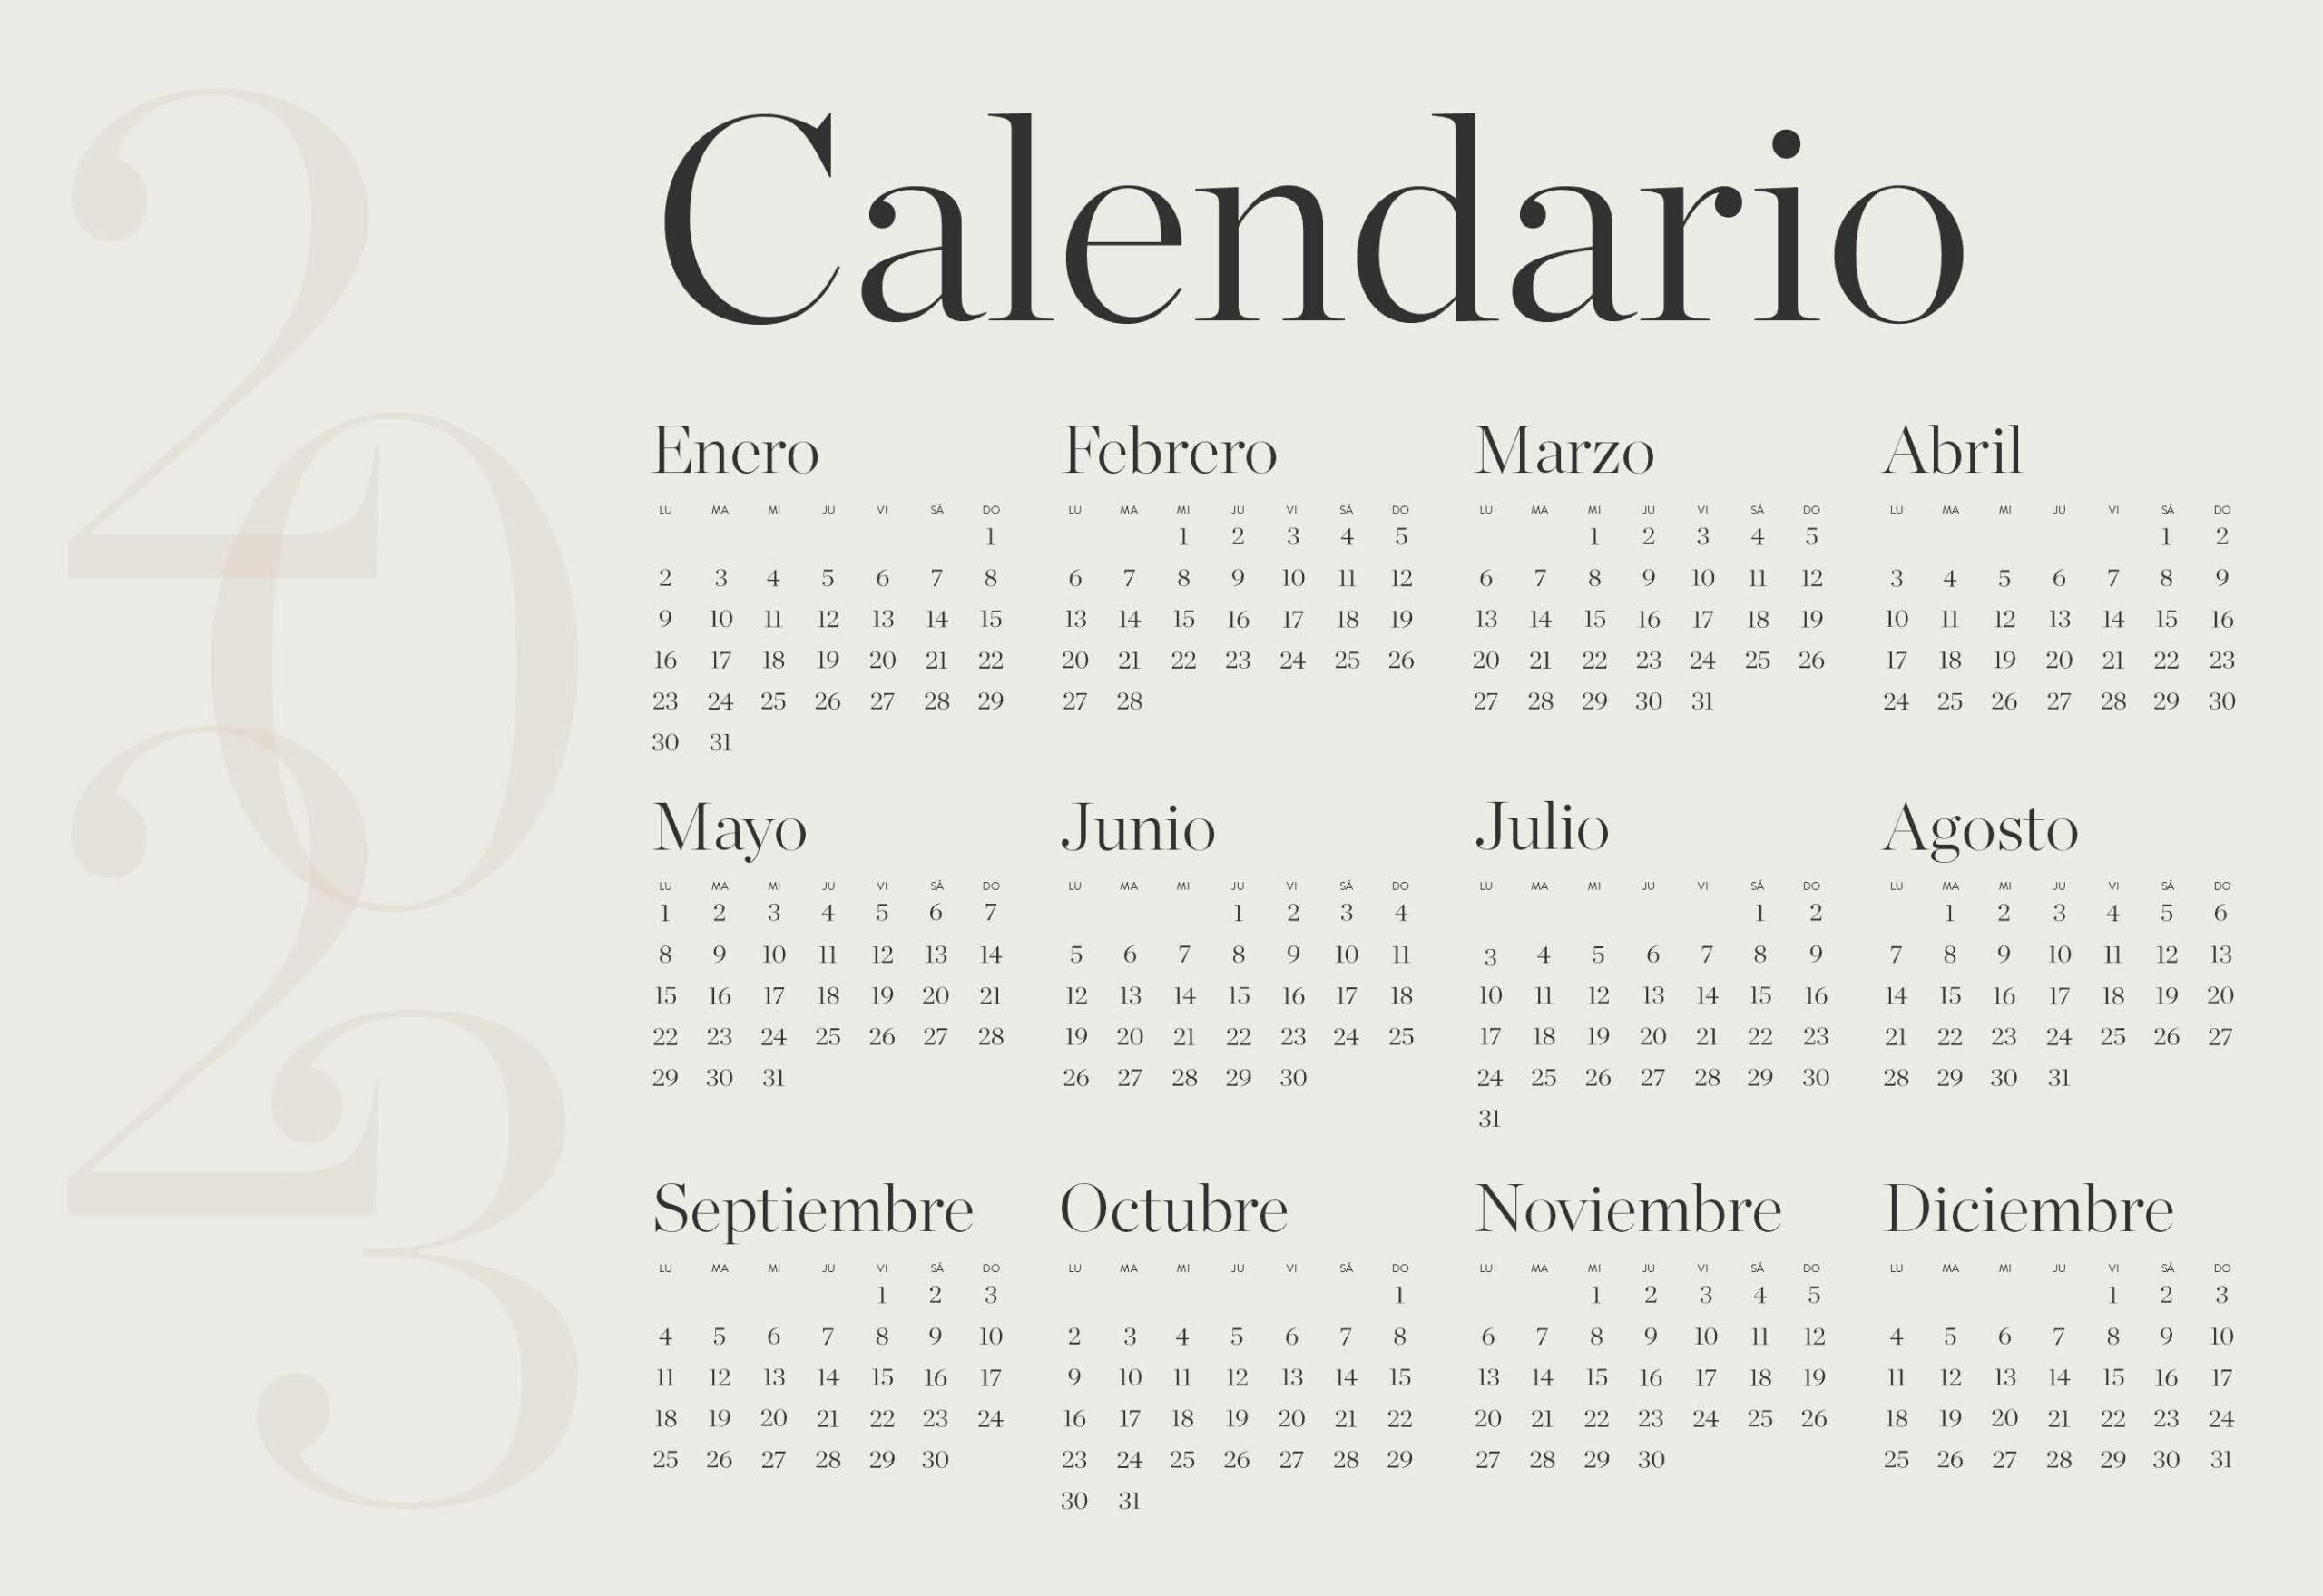 2023
Calendario
Enero
LU MA MI JU VI SÁ DO
1
2 3 4 5 6 7 8
9 10 11 12 13 14 15
16 17 18 19 20 21 22
23 24 25 26 27 28 29
30 31
Febrero
LU MA MI JU VI SÁ DO
1 2 3 4 5
6 7 8 9 10 11 12
13 14 15 16 17 18 19
20 21 22 23 24 25 26
27 28
Marzo
LU MA MI JU VI SÁ DO
1 2 3 4 5
6 7 8 9 10 11 12
13 14 15 16 17 18 19
20 21 22 23 24 25 26
27 28 29 30 31
Abril
LU MA MI JU VI SÁ DO
1 2
3 4 5 6 7 8 9
10 11 12 13 14 15 16
17 18 19 20 21 22 23
24 25 26 27 28 29 30
Mayo
LU MA MI JU VI SÁ DO
1 2 3 4 5 6 7
8 9 10 11 12 13 14
15 16 17 18 19 20 21
22 23 24 25 26 27 28
29 30 31
Junio
LU MA MI JU VI SÁ DO
1 2 3 4
5 6 7 8 9 10 11
12 13 14 15 16 17 18
19 20 21 22 23 24 25
26 27 28 29 30
Julio
LU MA MI JU VI SÁ DO
1 2
3 4 5 6 7 8 9
10 11 12 13 14 15 16
17 18 19 20 21 22 23
24 25 26 27 28 29 30
31
Agosto
LU MA MI JU VI SÁ DO
1 2 3 4 5 6
7 8 9 10 11 12 13
14 15 16 17 18 19 20
21 22 23 24 25 26 27
28 29 30 31
Septiembre
LU MA MI JU VI SÁ DO
1 2 3
4 5 6 7 8 9 10
11 12 13 14 15 16 17
18 19 20 21 22 23 24
25 26 27 28 29 30
Octubre
LU MA MI JU VI SÁ DO
1
2 3 4 5 6 7 8
9 10 11 12 13 14 15
16 17 18 19 20 21 22
23 24 25 26 27 28 29
30 31
Noviembre
LU MA MI JU VI SÁ DO
1 2 3 4 5
6 7 8 9 10 11 12
13 14 15 16 17 18 19
20 21 22 23 24 25 26
27 28 29 30
Diciembre
LU MA MI JU VI SÁ DO
1 2 3
4 5 6 7 8 9 10
11 12 13 14 15 16 17
18 19 20 21 22 23 24
25 26 27 28 29 30 31